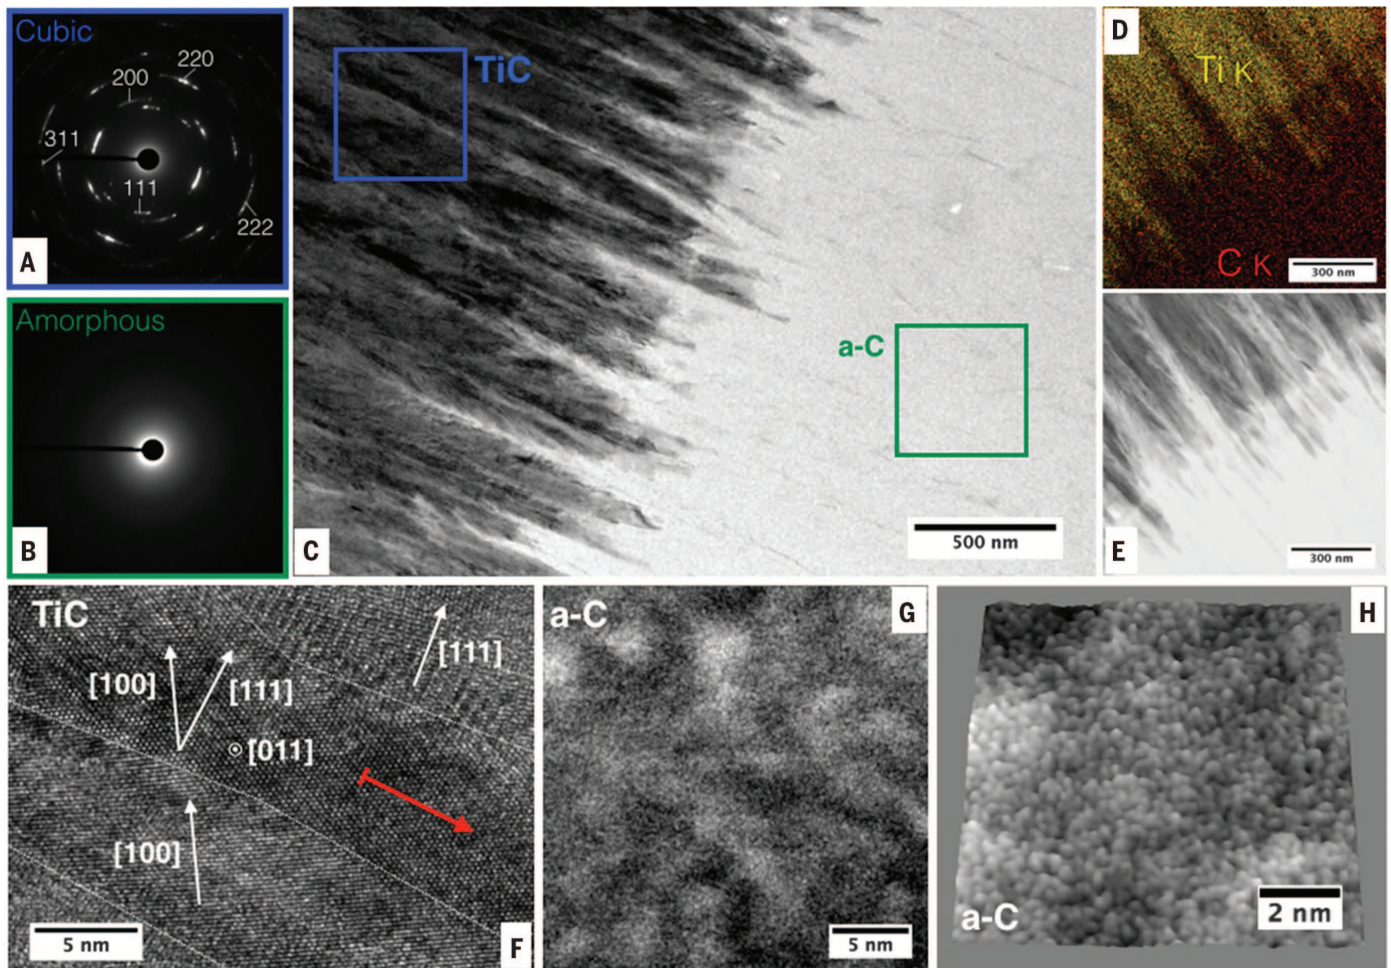 Cubic
220
200
311
111
222
A
Amorphous
B
TiC
a-C
500 nm
C
D
Ti K
C K
300 nm
E
300 nm
TiC
[111]
[100]
[111]
[011]
[100]
5 nm
F
a-C
G
5 nm
H
a-C
2 nm